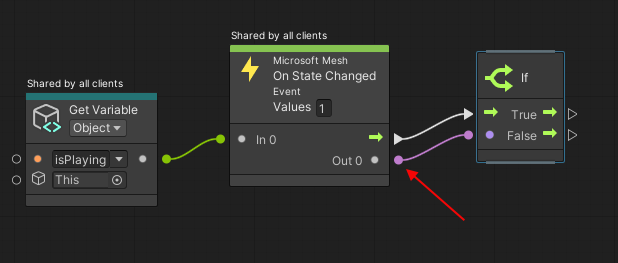 Shared by all clients
Get Variable
Object
isPlaying
This
Shared by all clients
Microsoft Mesh
On State Changed
Event
Values 1
In 0
Out 0
If
True
False